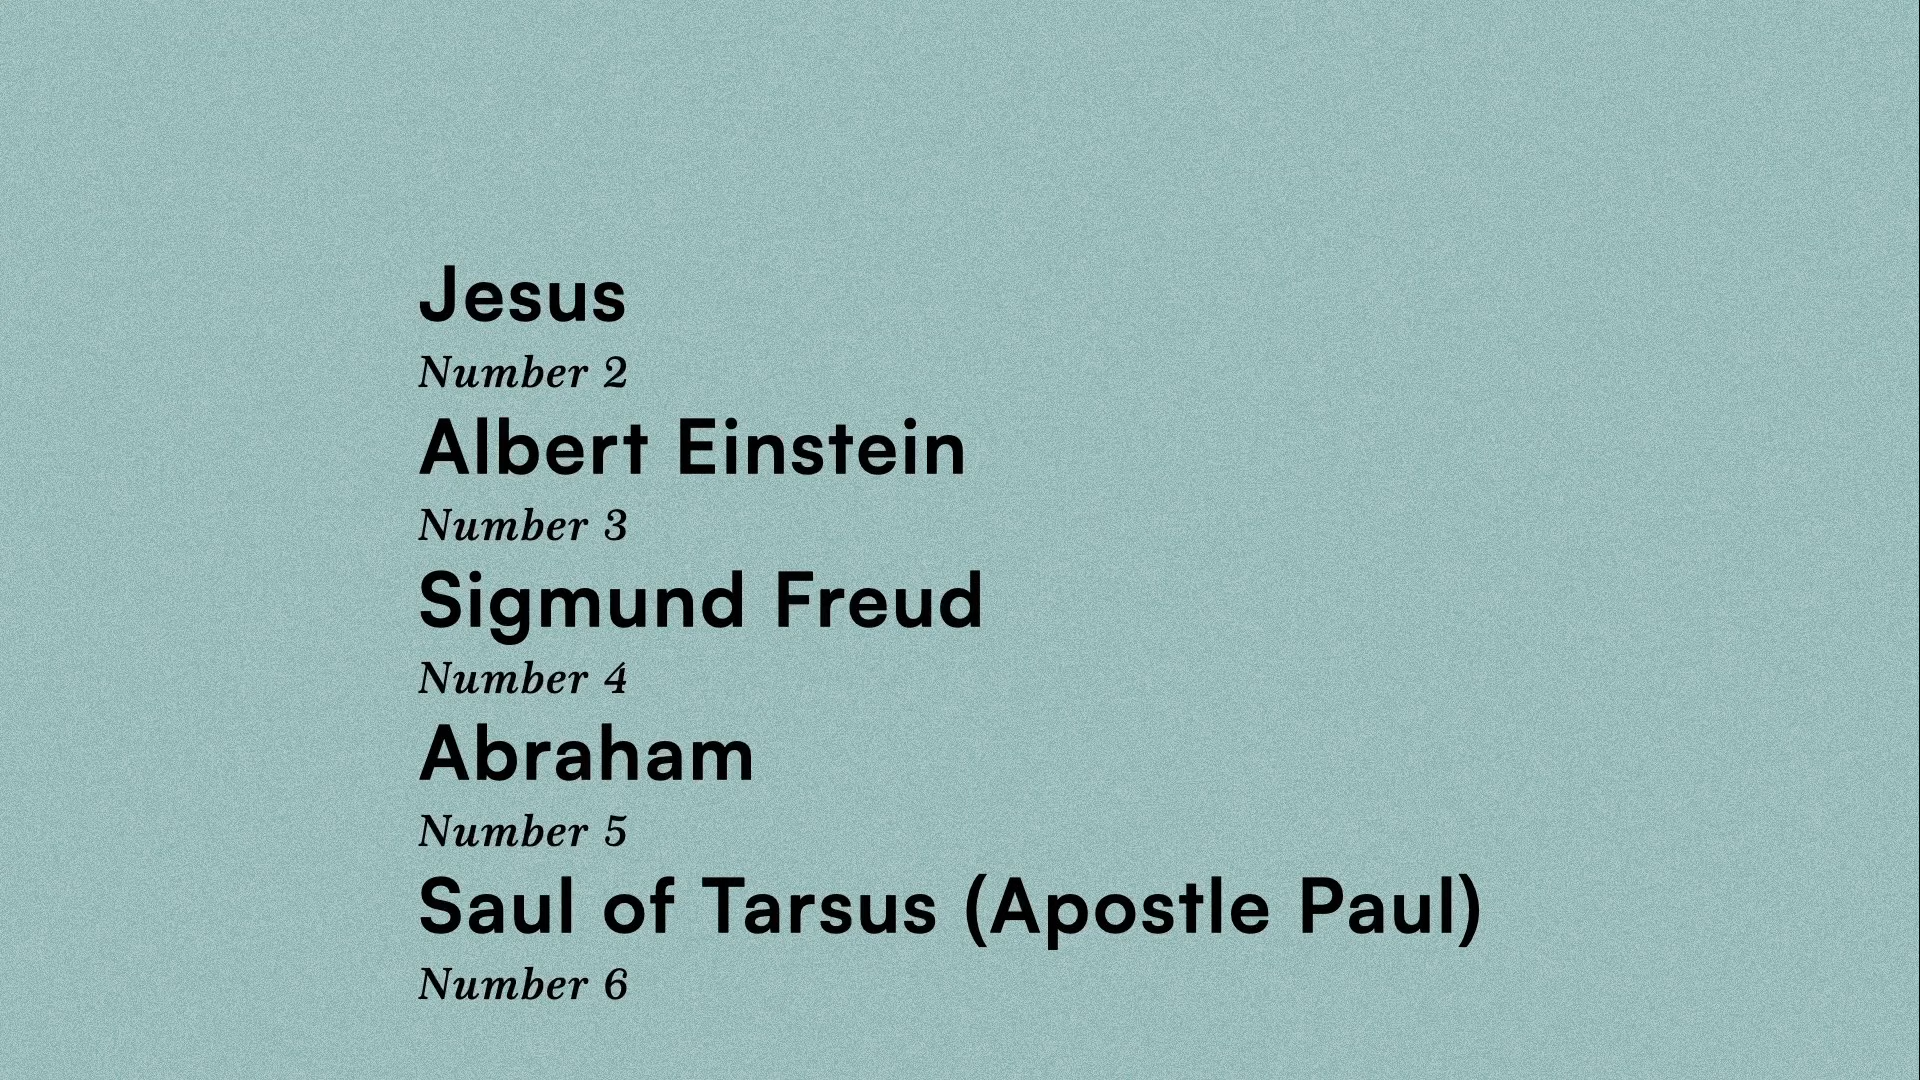 Jesus
Number 2
Albert Einstein
Number 3
Sigmund Freud
Number 4
Abraham
Number 5
Saul of Tarsus (Apostle Paul)
Number 6